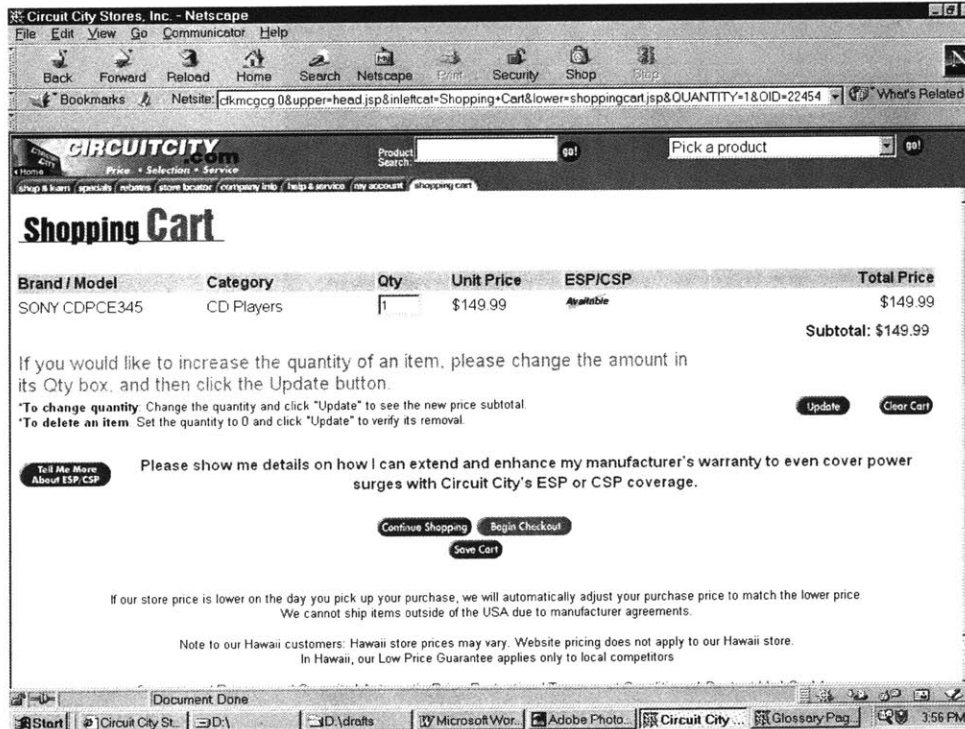 Circuit City Stores, Inc. - Netscape
File Edit View Go Communicator Help
Back Forward Reload Home Search Netscape Print Security Shop Stop
Bookmarks Netsite: ctkmcgcg.0&upper=head.jsp&inleftcat=Shopping+Cart&lower=shoppingcart.jsp&QUANTITY=1&OID=22454 What's Related
CIRCUIT CITY
CIRCUITCITY.com
Price • Selection • Service
Home
Product Search: go! Pick a product go!
shop & learn specials rebates store locator company info help & service my account shopping cart
Shopping Cart
Brand / Model Category Qty Unit Price ESP/CSP Total Price
SONY CDPCE345 CD Players 1 $149.99 Available $149.99
Subtotal: $149.99
If you would like to increase the quantity of an item, please change the amount in
its Qty box, and then click the Update button.
*To change quantity: Change the quantity and click "Update" to see the new price subtotal.
*To delete an item: Set the quantity to 0 and click "Update" to verify its removal.
Update Clear Cart
Tell Me More
About ESP/CSP
Please show me details on how I can extend and enhance my manufacturer's warranty to even cover power
surges with Circuit City's ESP or CSP coverage.
Continue Shopping Begin Checkout
Save Cart
If our store price is lower on the day you pick up your purchase, we will automatically adjust your purchase price to match the lower price.
We cannot ship items outside of the USA due to manufacturer agreements.
Note to our Hawaii customers: Hawaii store prices may vary. Website pricing does not apply to our Hawaii store.
In Hawaii, our Low Price Guarantee applies only to local competitors
Document Done
Start Circuit City St... D:\ D:\drafts Microsoft Wor... Adobe Photo... Circuit City ... Glossary Pag... 3:56 PM